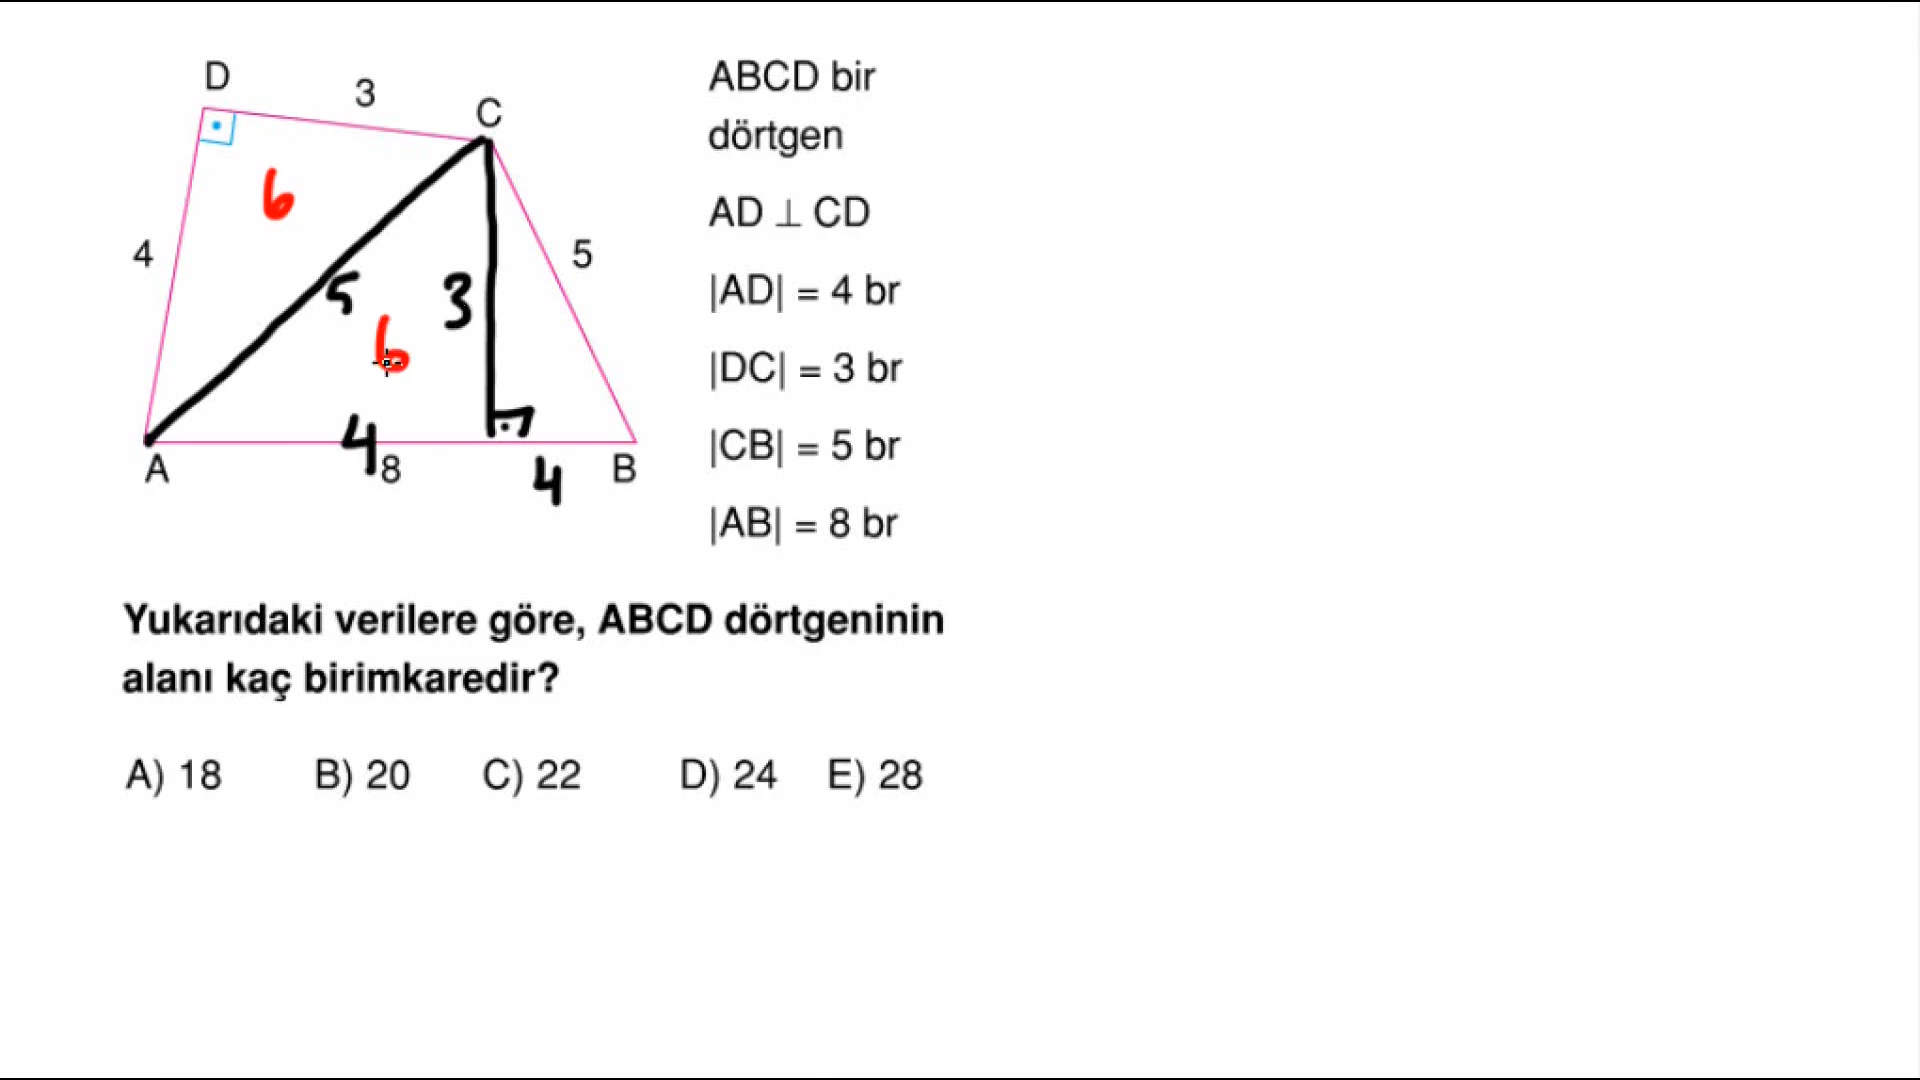 D
3
C
6
4
5
3
5
6
4
A
8
4
B
ABCD bir
dörtgen
AD ⊥ CD
|AD| = 4 br
|DC| = 3 br
|CB| = 5 br
|AB| = 8 br
Yukarıdaki verilere göre, ABCD dörtgeninin
alanı kaç birimkaredir?
A) 18 B) 20 C) 22 D) 24 E) 28